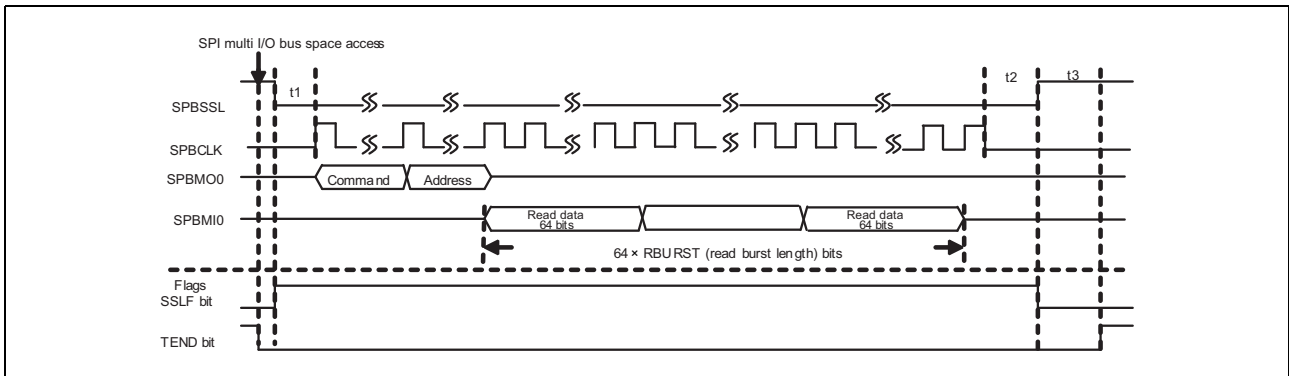 SPI multi I/O bus space access
t1
t2
t3
SPBSSL
SPBCLK
SPBMO0
Command
Address
SPBMI0
Read data
64 bits
Read data
64 bits
64 × RBURST (read burst length) bits
Flags
SSLF bit
TEND bit